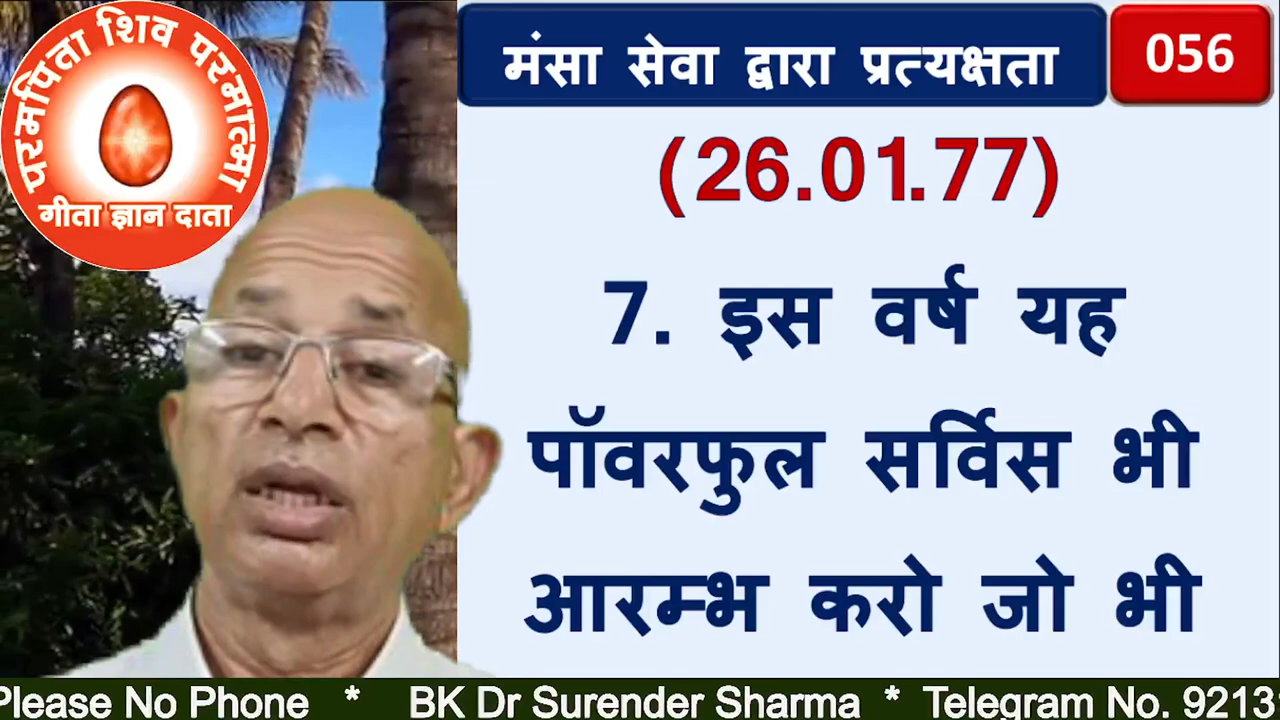 परमपिता शिव परमात्मा
गीता ज्ञान दाता
मंसा सेवा द्वारा प्रत्यक्षता
056
(26.01.77)
7. इस वर्ष यह
पॉवरफुल सर्विस भी
आरम्भ करो जो भी
Please No Phone * BK Dr Surender Sharma * Telegram No. 9213